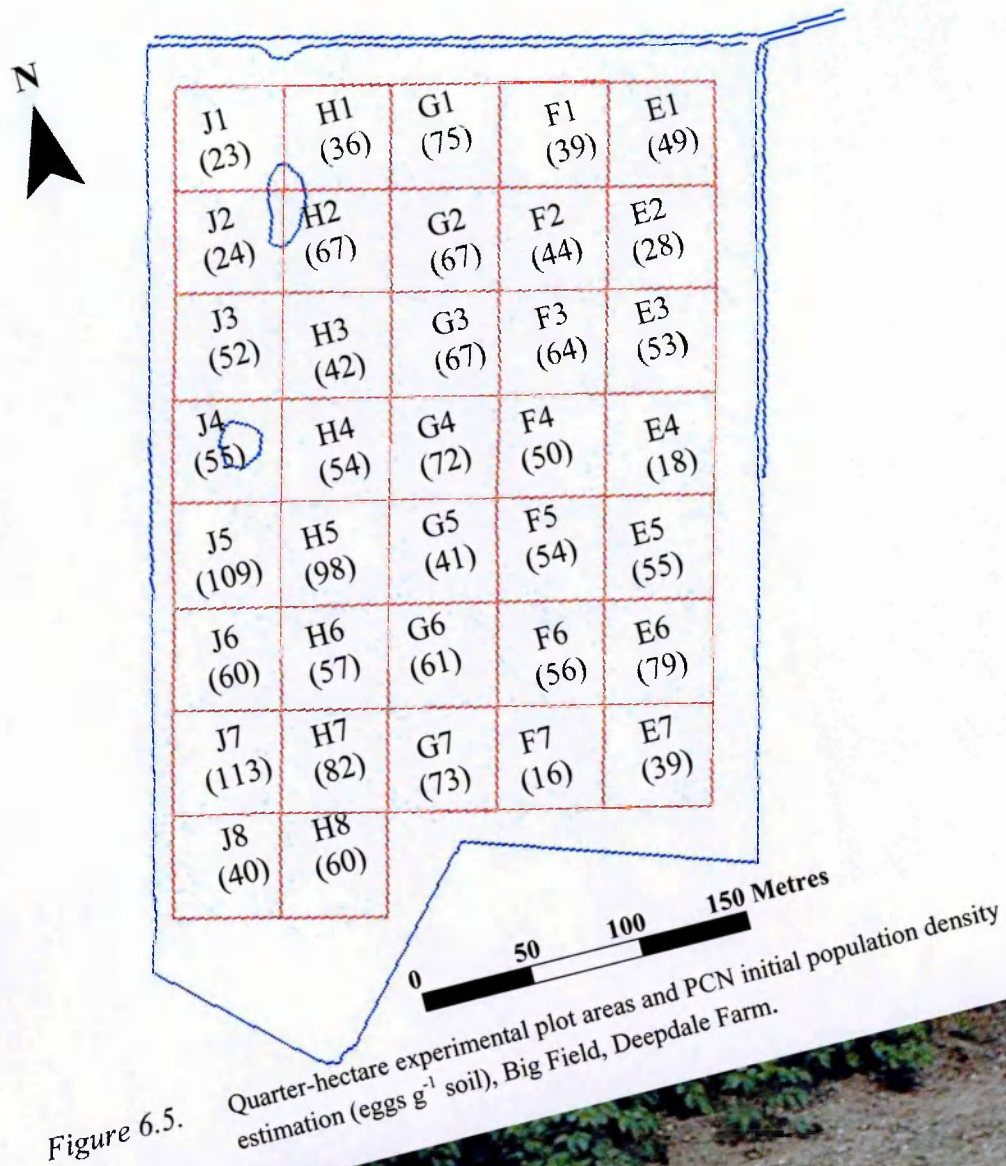 N
J1 H1 G1 F1 E1
(23) (36) (75) (39) (49)
J2 H2 G2 F2 E2
(24) (67) (67) (44) (28)
J3 H3 G3 F3 E3
(52) (42) (67) (64) (53)
J4 H4 G4 F4 E4
(55) (54) (72) (50) (18)
J5 H5 G5 F5 E5
(109) (98) (41) (54) (55)
J6 H6 G6 F6 E6
(60) (57) (61) (56) (79)
J7 H7 G7 F7 E7
(113) (82) (73) (16) (39)
J8 H8
(40) (60)
0 50 100 150 Metres
Figure 6.5. Quarter-hectare experimental plot areas and PCN initial population density
estimation (eggs g⁻¹ soil), Big Field, Deepdale Farm.